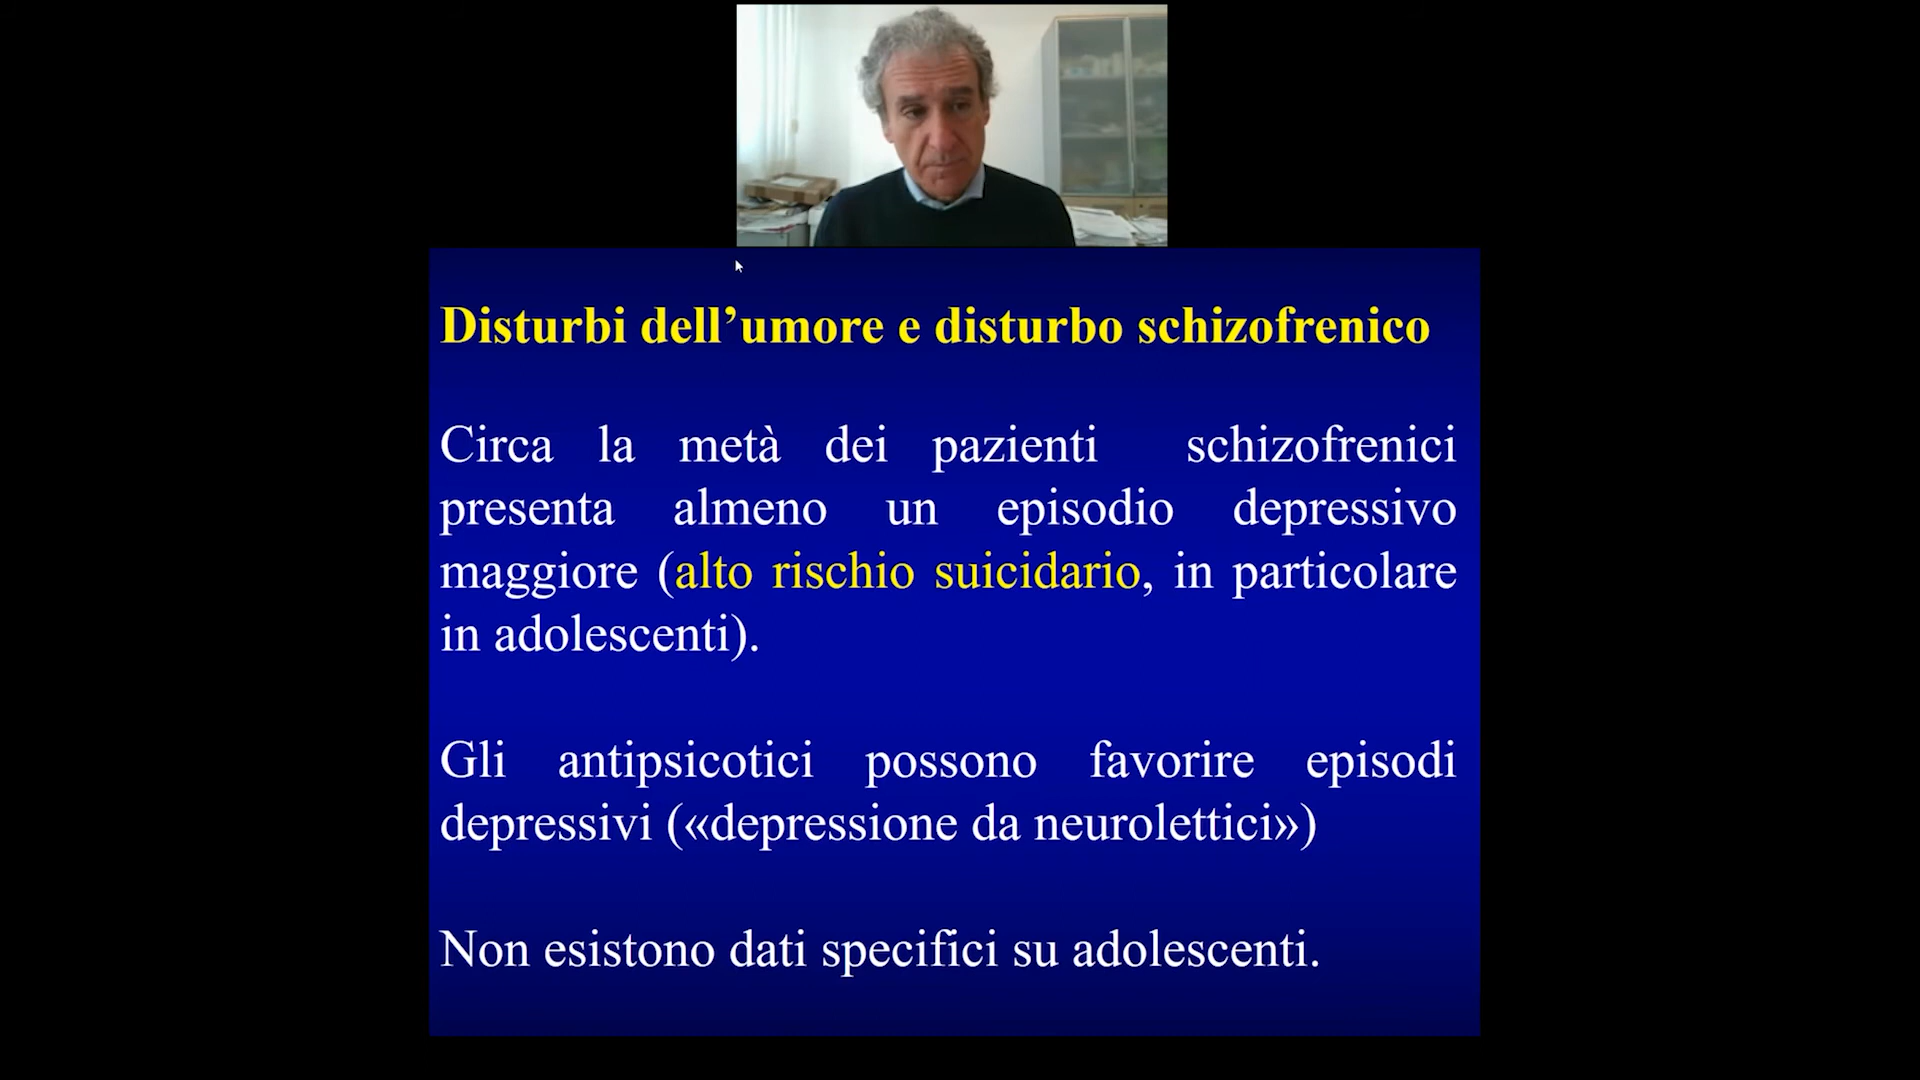 Disturbi dell’umore e disturbo schizofrenico
Circa la metà dei pazienti schizofrenici
presenta almeno un episodio depressivo
maggiore (alto rischio suicidario, in particolare
in adolescenti).
Gli antipsicotici possono favorire episodi
depressivi («depressione da neurolettici»)
Non esistono dati specifici su adolescenti.